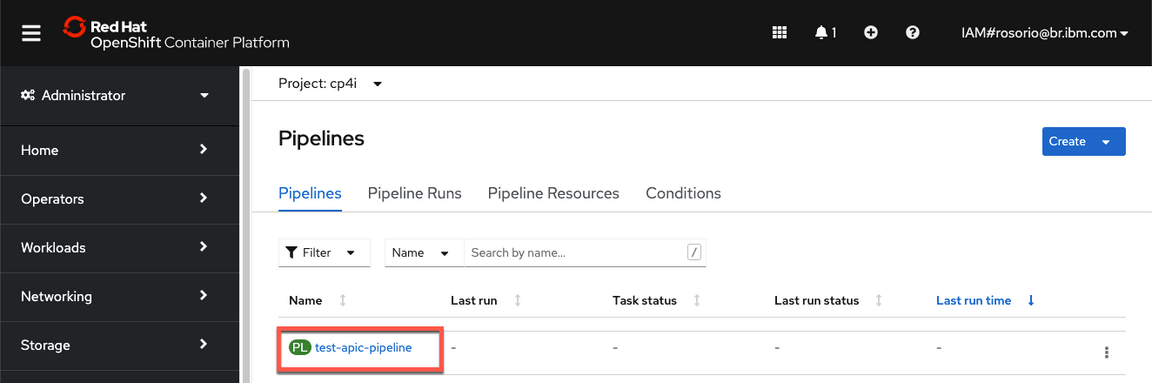 Red Hat
OpenShift Container Platform
1
IAM#rosorio@br.ibm.com
Administrator
Home
Operators
Workloads
Networking
Storage
Project: cp4i
Pipelines
Create
Pipelines Pipeline Runs Pipeline Resources Conditions
Filter Name Search by name... /
Name Last run Task status Last run status Last run time
PL test-apic-pipeline - - - -